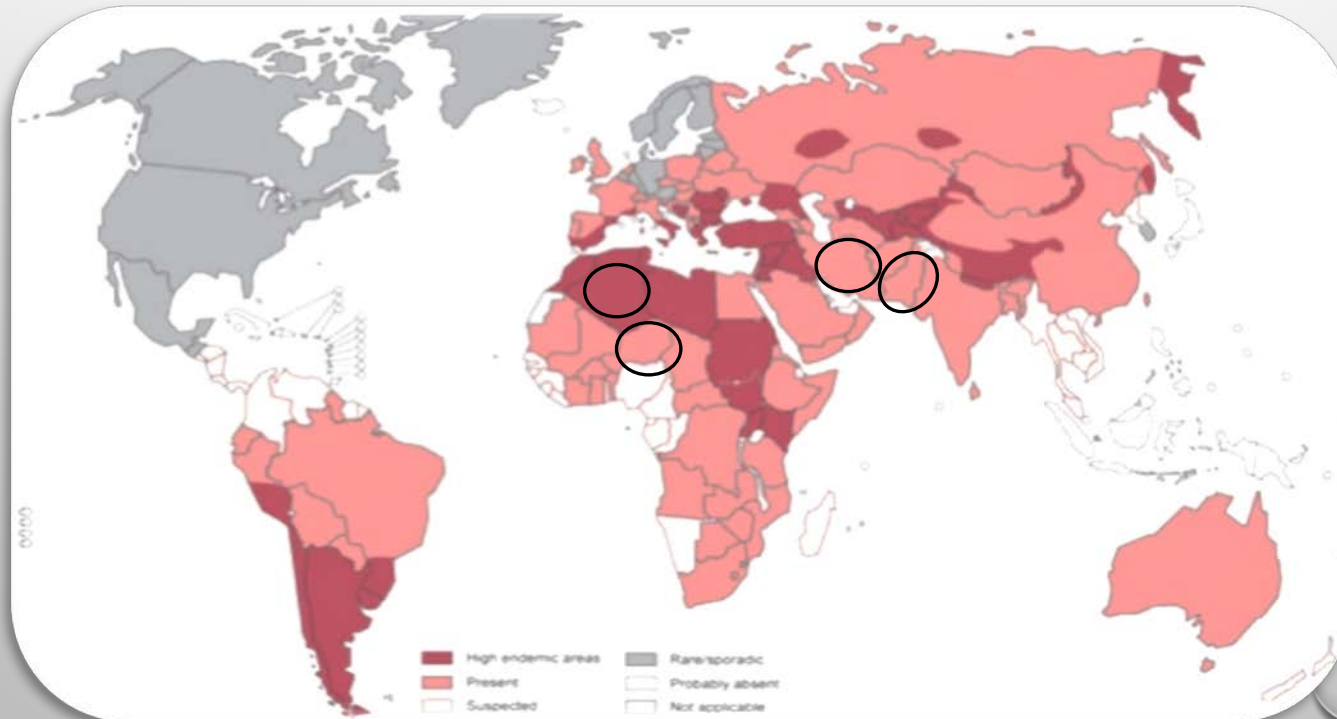 High endemic areas
Present
Suspected
Rare/sporadic
Probably absent
Not applicable